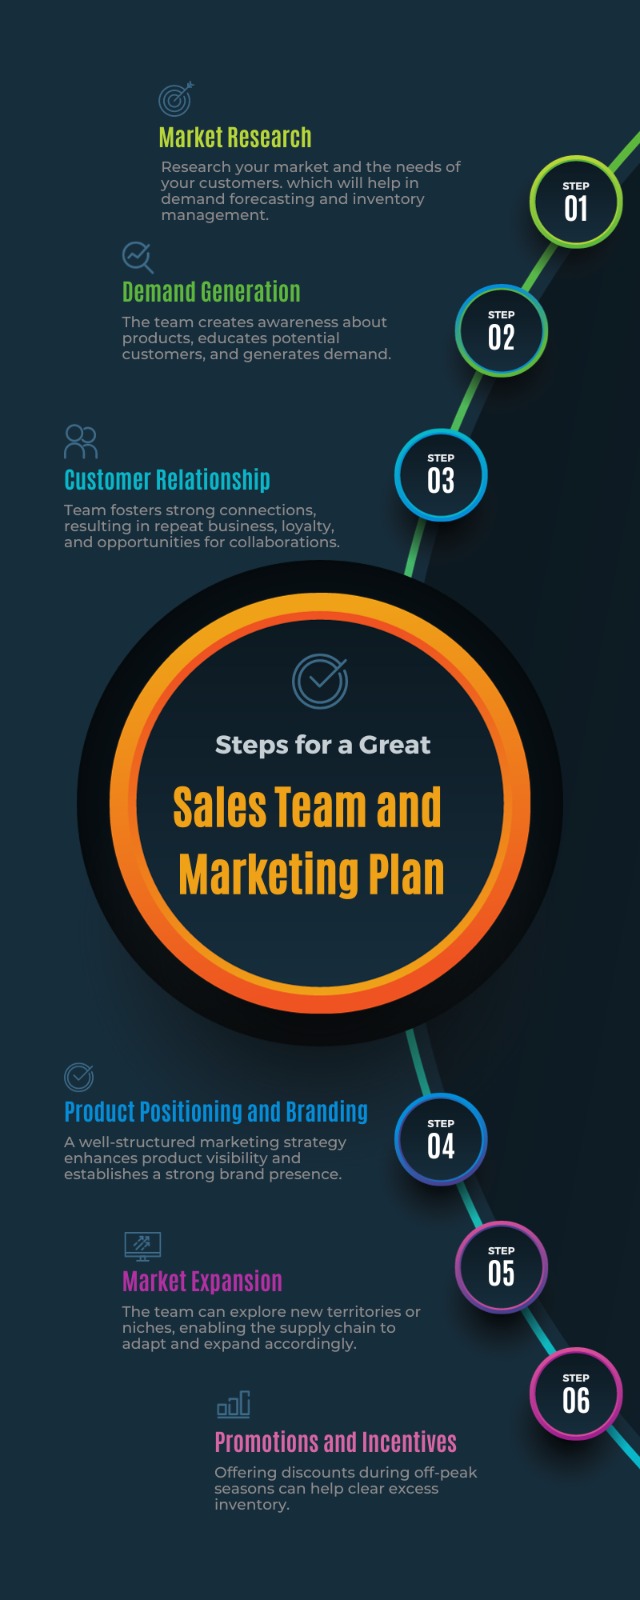 Market Research
Research your market and the needs of
your customers. which will help in
demand forecasting and inventory
management.
STEP
01
Demand Generation
The team creates awareness about
products, educates potential
customers, and generates demand.
STEP
02
Customer Relationship
Team fosters strong connections,
resulting in repeat business, loyalty,
and opportunities for collaborations.
STEP
03
Steps for a Great
Sales Team and
Marketing Plan
Product Positioning and Branding
A well-structured marketing strategy
enhances product visibility and
establishes a strong brand presence.
STEP
04
Market Expansion
The team can explore new territories or
niches, enabling the supply chain to
adapt and expand accordingly.
STEP
05
Promotions and Incentives
Offering discounts during off-peak
seasons can help clear excess
inventory.
STEP
06